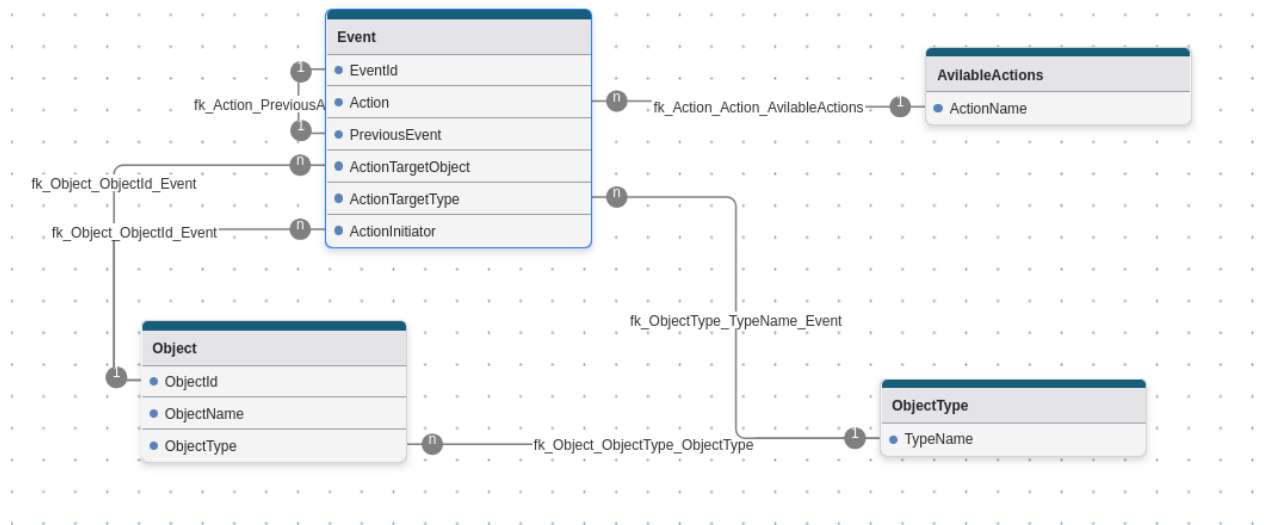 Event
EventId
Action
PreviousEvent
ActionTargetObject
ActionTargetType
ActionInitiator
1
fk_Action_PreviousA
1
n
fk_Object_ObjectId_Event
n
fk_Object_ObjectId_Event
1
n
fk_Action_Action_AvilableActions
1
AvilableActions
ActionName
n
fk_ObjectType_TypeName_Event
1
Object
ObjectId
ObjectName
ObjectType
n
fk_Object_ObjectType_ObjectType
ObjectType
TypeName